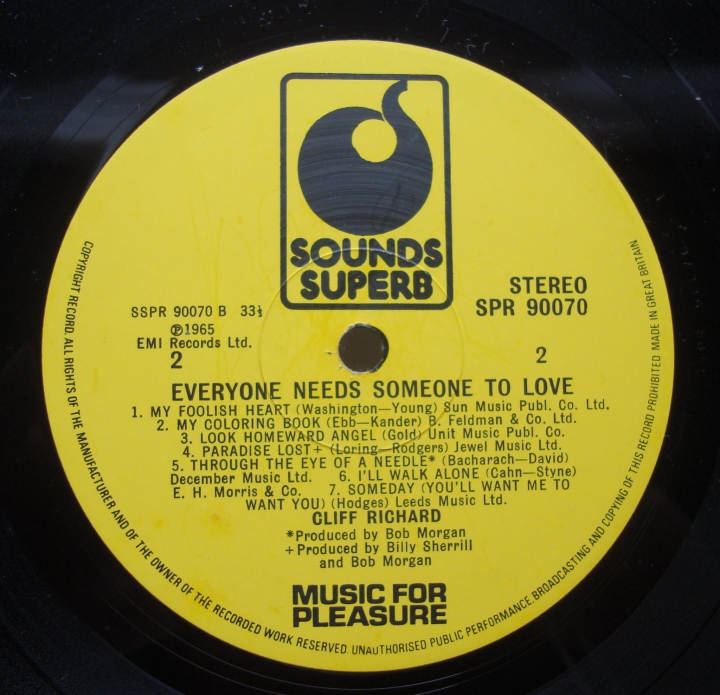 SOUNDS
SUPERB
SSPR 90070 B 33⅓
℗1965
EMI Records Ltd.
2
STEREO
SPR 90070
2
EVERYONE NEEDS SOMEONE TO LOVE
1. MY FOOLISH HEART (Washington—Young) Sun Music Publ. Co. Ltd.
2. MY COLORING BOOK (Ebb—Kander) B. Feldman & Co. Ltd.
3. LOOK HOMEWARD ANGEL (Gold) Unit Music Publ. Co.
4. PARADISE LOST+ (Loring—Rodgers) Jewel Music Ltd.
5. THROUGH THE EYE OF A NEEDLE* (Bacharach—David)
December Music Ltd. 6. I'LL WALK ALONE (Cahn—Styne)
E. H. Morris & Co. 7. SOMEDAY (YOU'LL WANT ME TO
WANT YOU) (Hodges) Leeds Music Ltd.
CLIFF RICHARD
*Produced by Bob Morgan
+Produced by Billy Sherrill
and Bob Morgan
MUSIC FOR
PLEASURE
COPYRIGHT RECORD. ALL RIGHTS OF THE MANUFACTURER AND OF THE OWNER OF THE RECORDED WORK RESERVED. UNAUTHORISED PUBLIC PERFORMANCE, BROADCASTING AND COPYING OF THIS RECORD PROHIBITED MADE IN GREAT BRITAIN